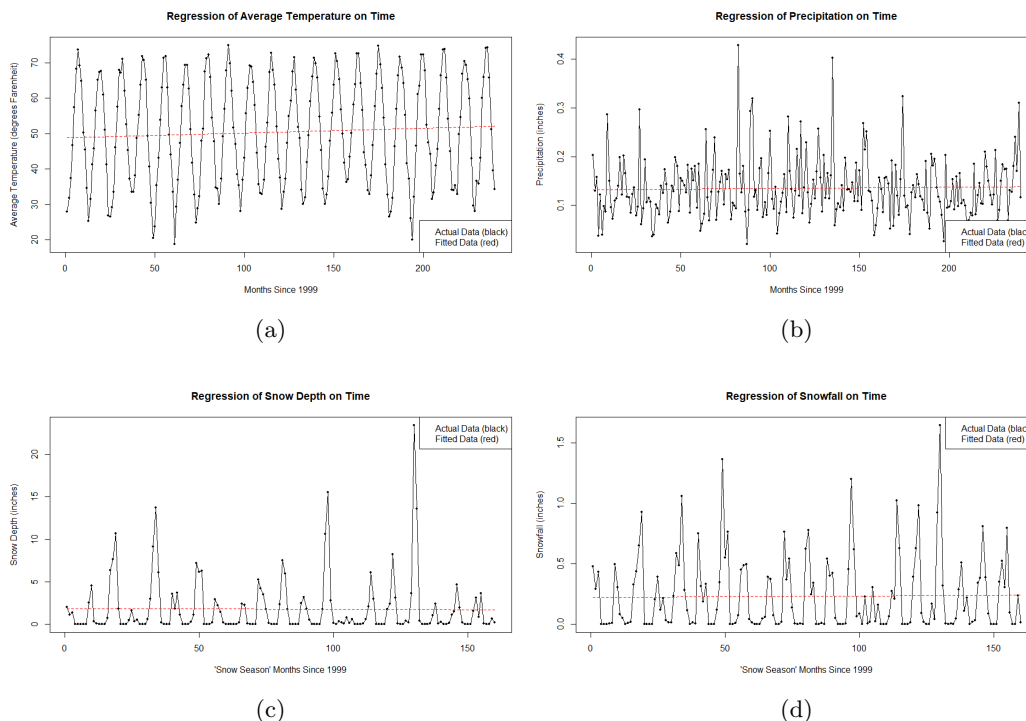 Regression of Average Temperature on Time
Average Temperature (degrees Farenheit)
70
60
50
40
30
20
0
50
100
150
200
Actual Data (black)
Fitted Data (red)
Months Since 1999
(a)
Regression of Precipitation on Time
Precipitation (inches)
0.4
0.3
0.2
0.1
0
50
100
150
200
Actual Data (black)
Fitted Data (red)
Months Since 1999
(b)
Regression of Snow Depth on Time
Actual Data (black)
Fitted Data (red)
Snow Depth (inches)
20
15
10
5
0
0
50
100
150
'Snow Season' Months Since 1999
(c)
Regression of Snowfall on Time
Actual Data (black)
Fitted Data (red)
Snowfall (inches)
1.5
1.0
0.5
0.0
0
50
100
150
'Snow Season' Months Since 1999
(d)